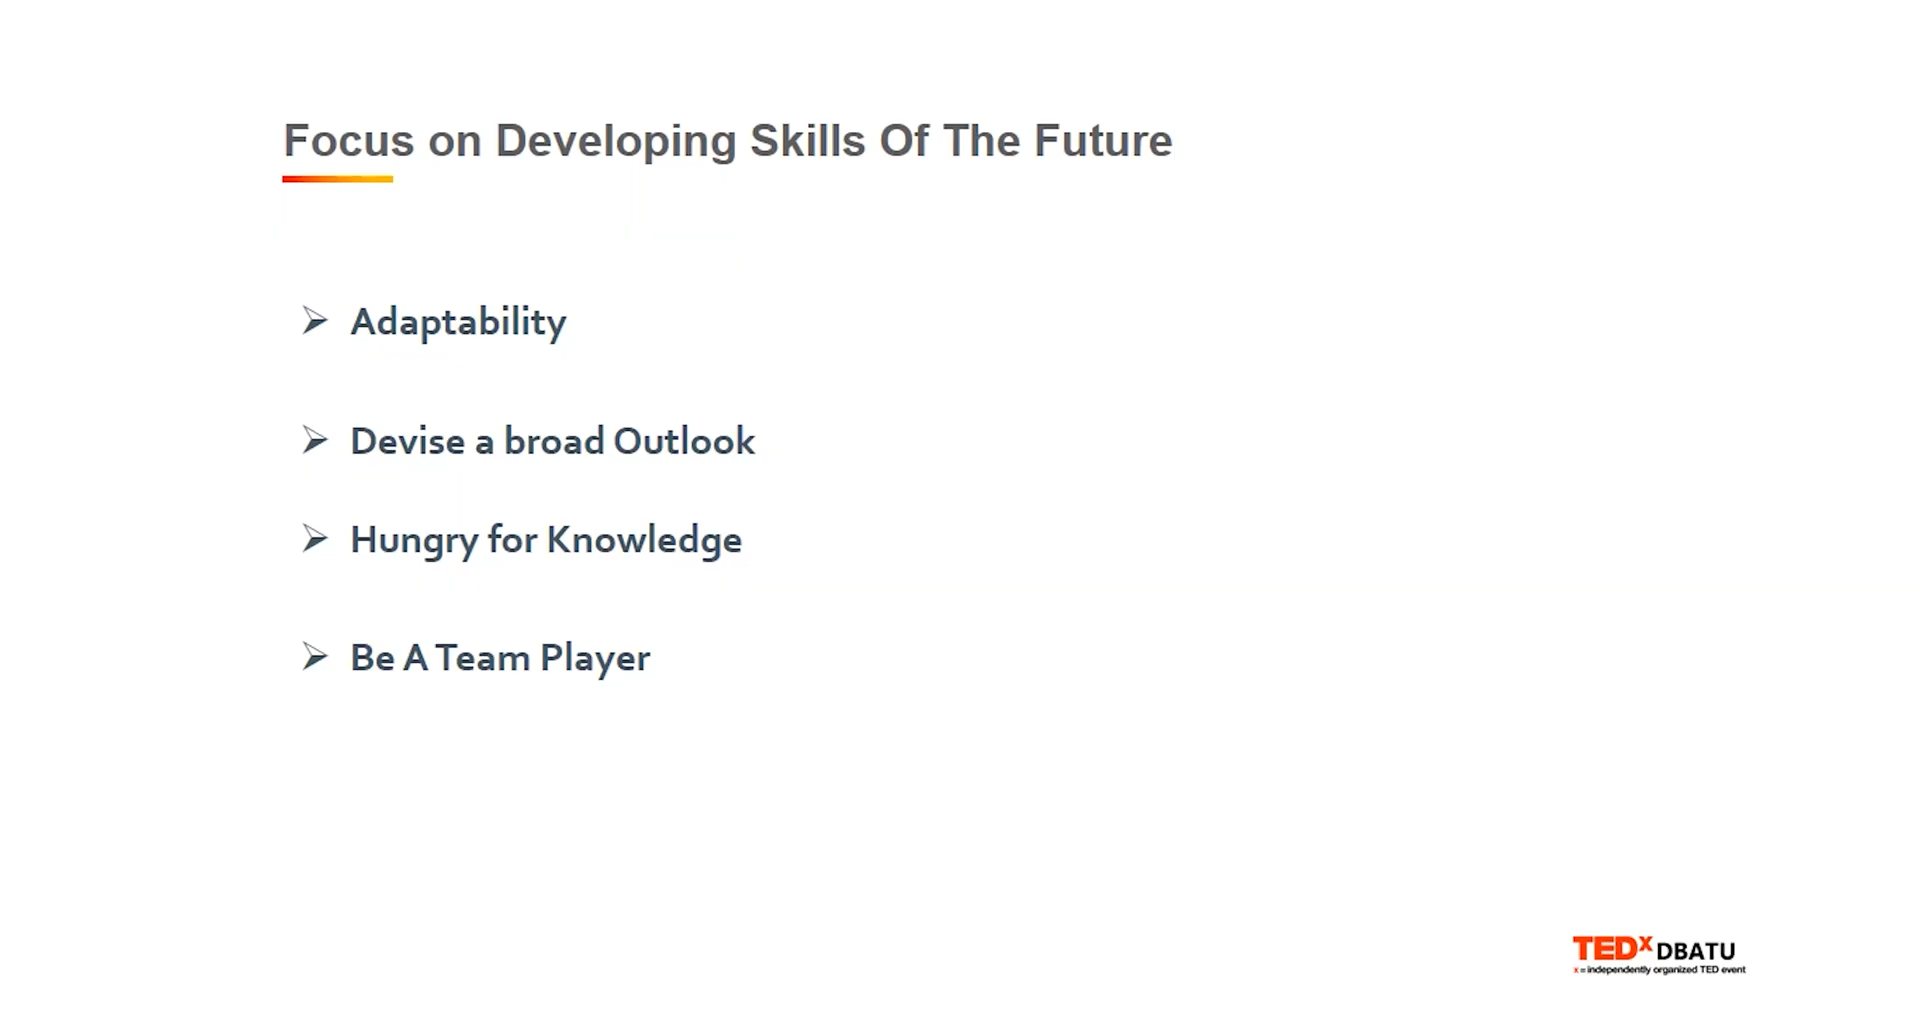 Focus on Developing Skills Of The Future
➢ Adaptability
➢ Devise a broad Outlook
➢ Hungry for Knowledge
➢ Be A Team Player
TEDx DBATU
x = independently organized TED event